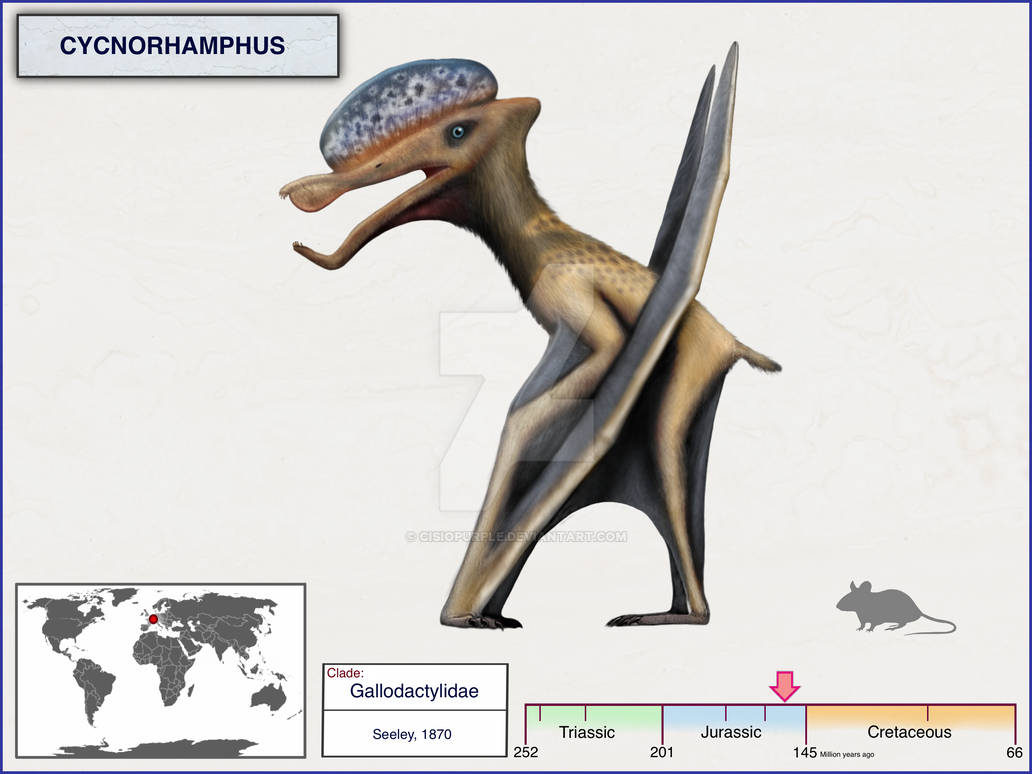 CYCNORHAMPHUS
© CISIOPURPLE.DEVIANTART.COM
Clade:
Gallodactylidae
Seeley, 1870
Triassic
Jurassic
Cretaceous
252
201
145 Million years ago
66